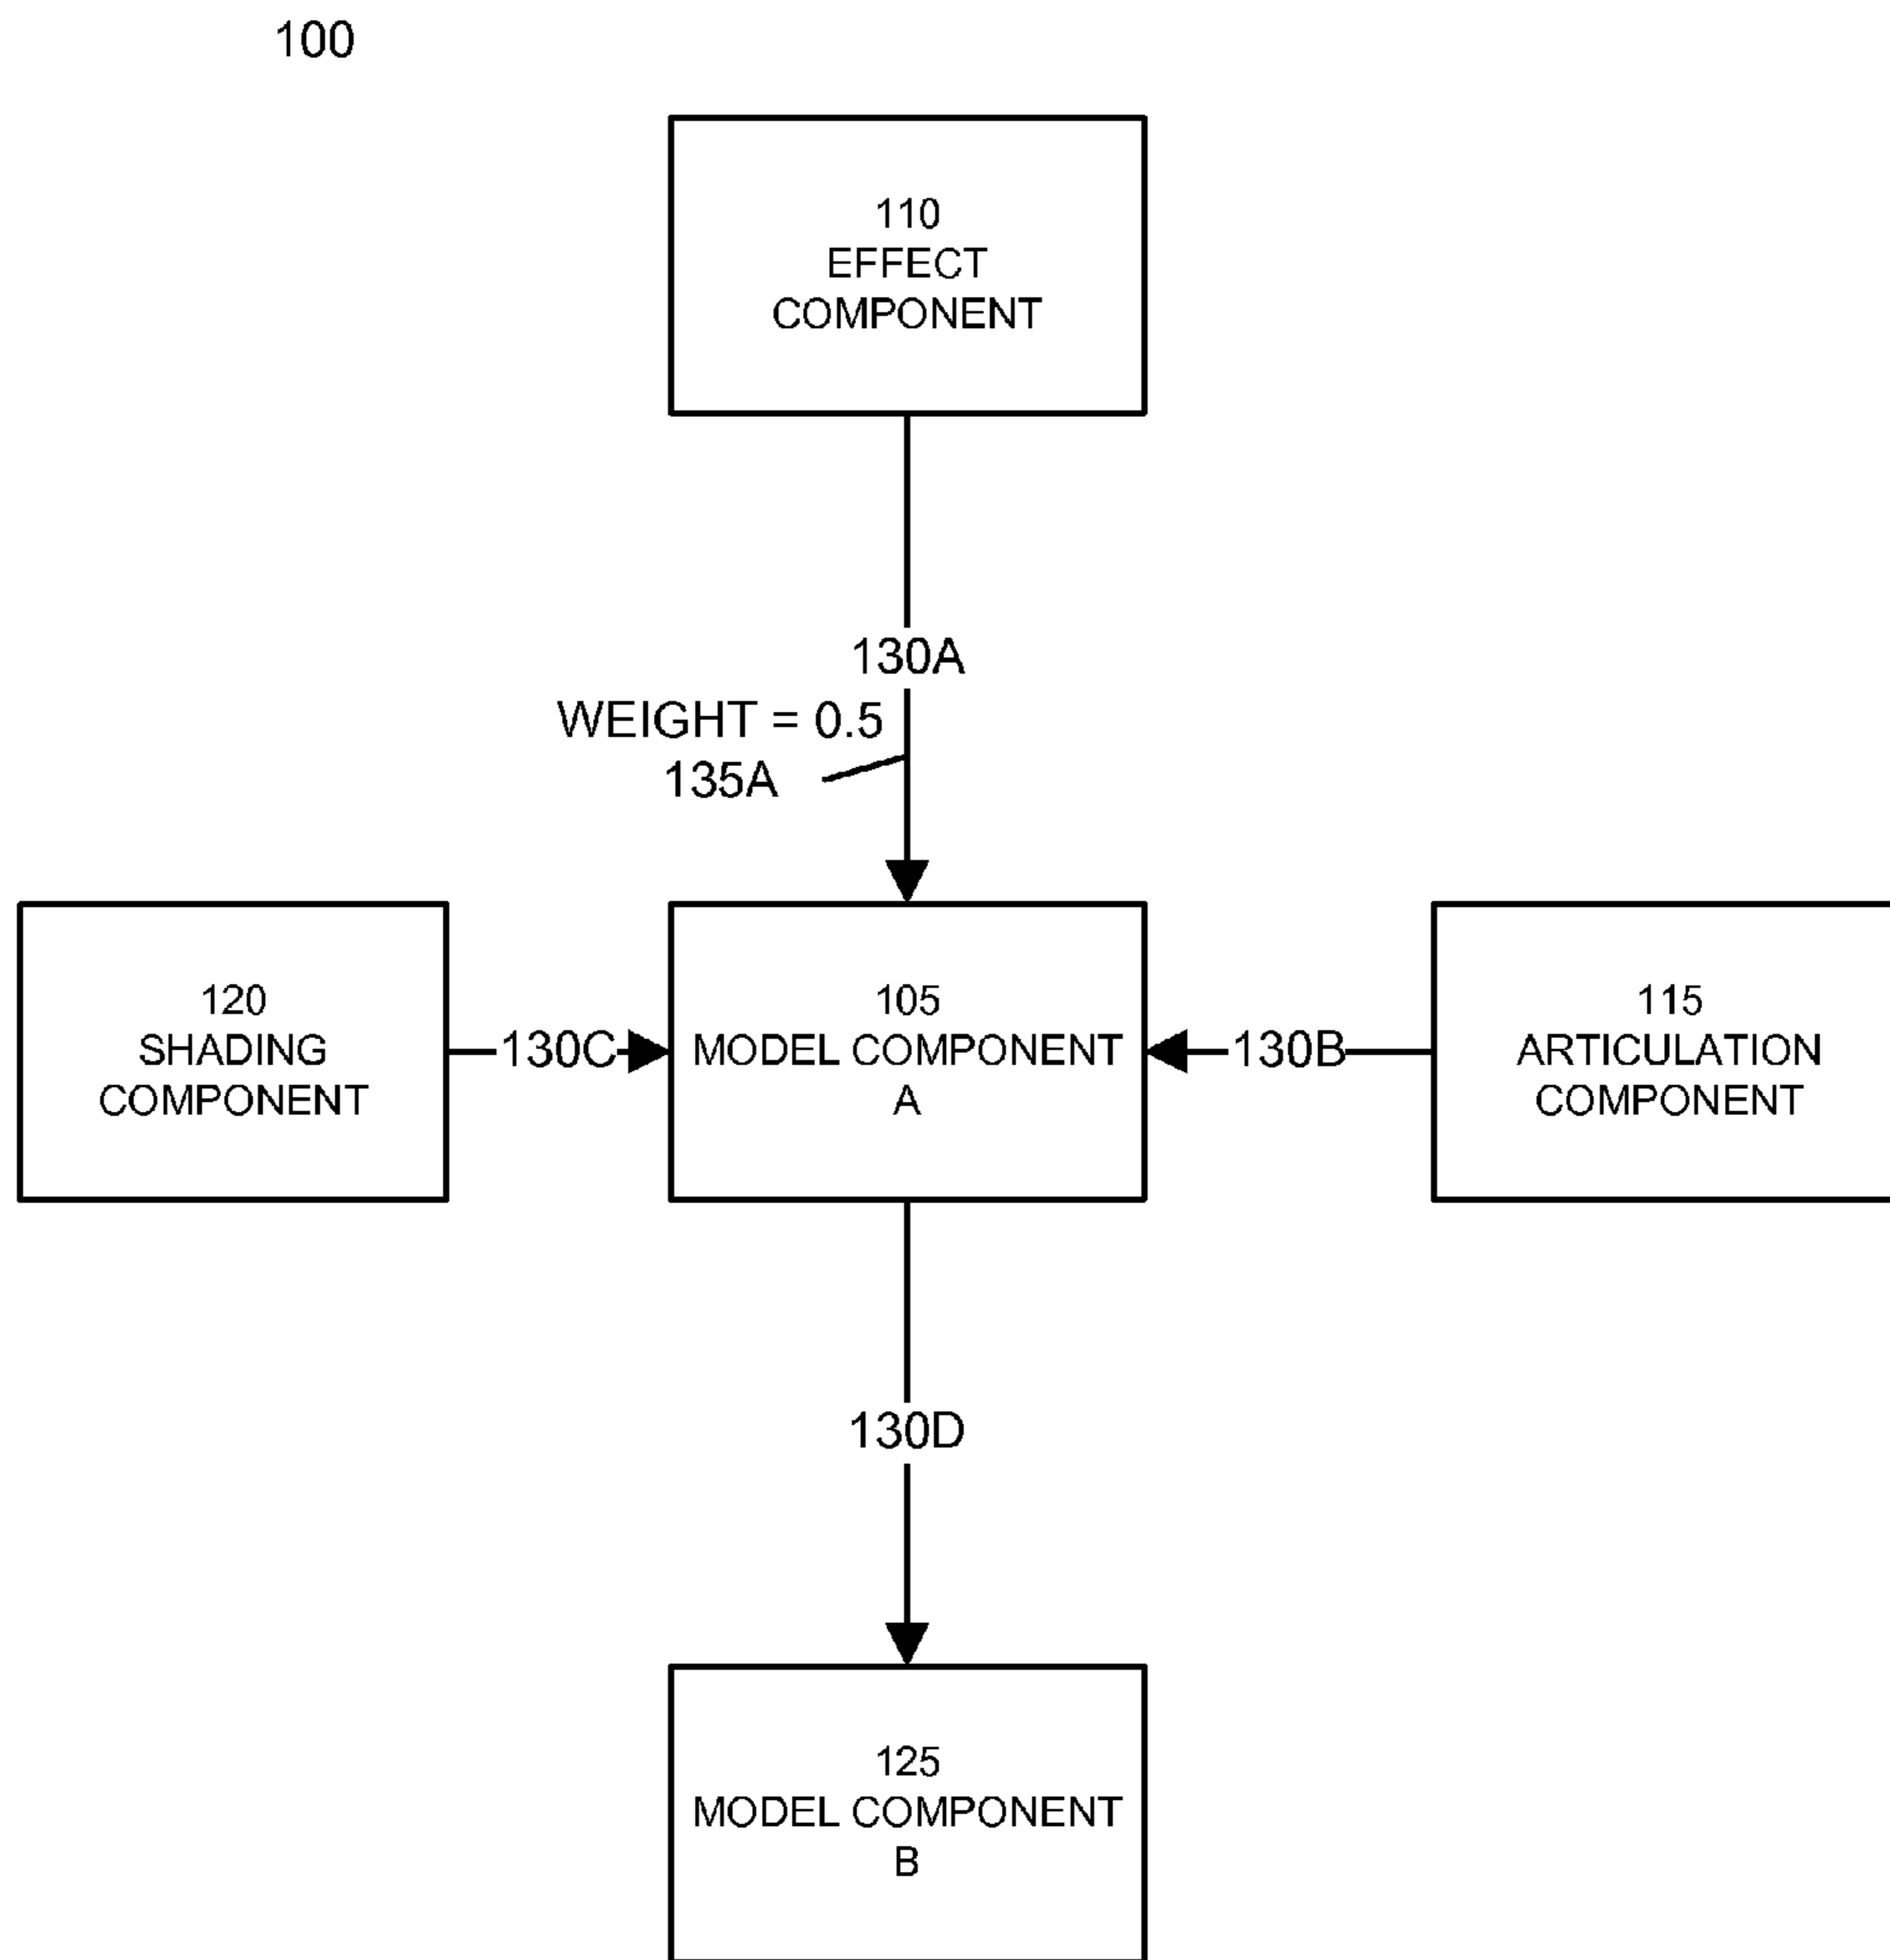 100
110
EFFECT
COMPONENT
130A
WEIGHT = 0.5
135A
120
SHADING
COMPONENT
130C
105
MODEL COMPONENT
A
130B
115
ARTICULATION
COMPONENT
130D
125
MODEL COMPONENT
B